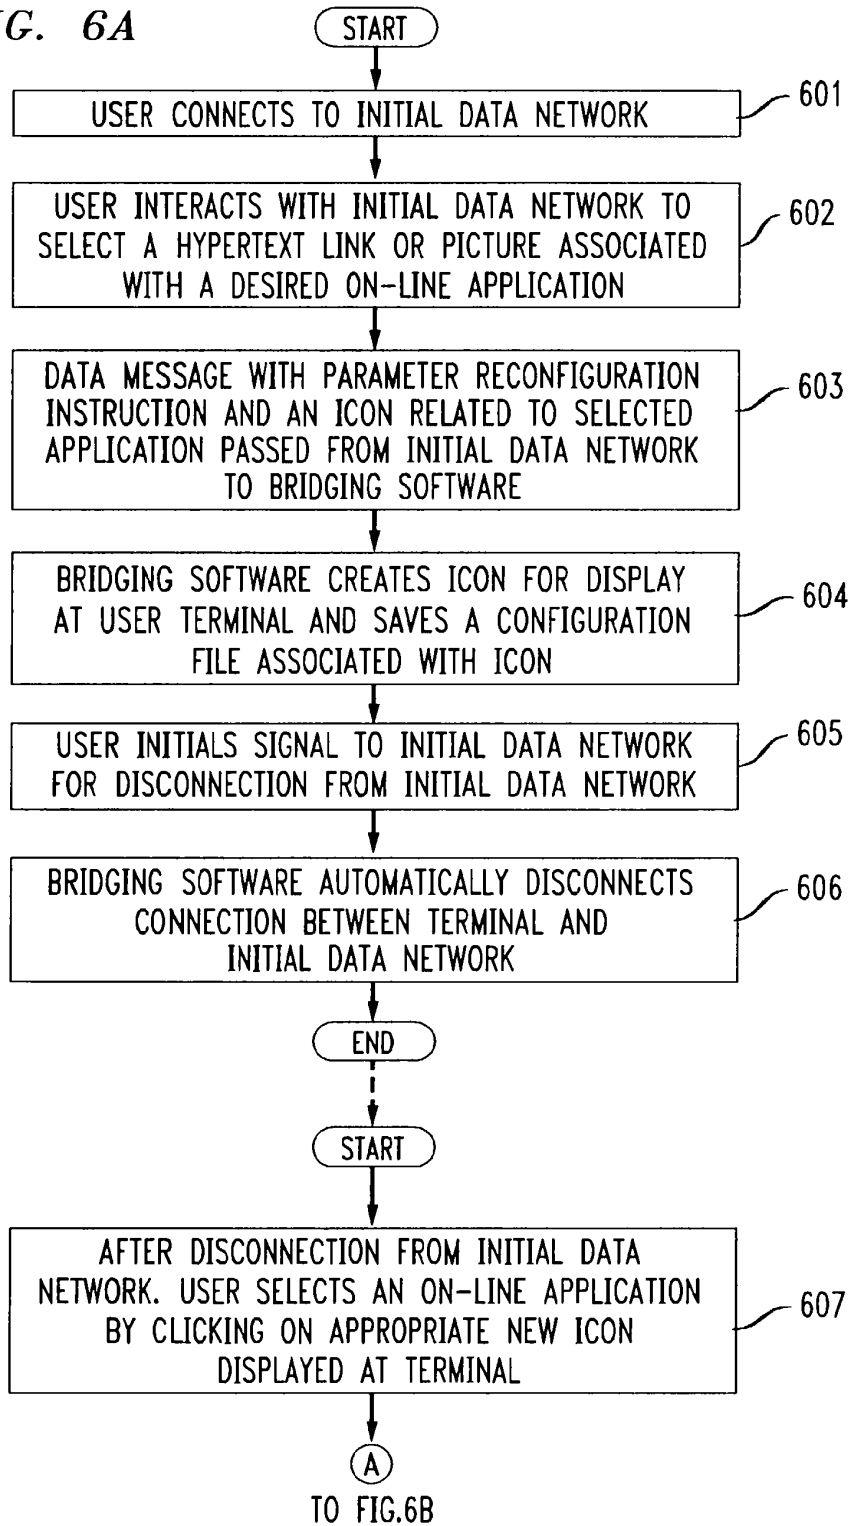 G. 6A
START
USER CONNECTS TO INITIAL DATA NETWORK
601
USER INTERACTS WITH INITIAL DATA NETWORK TO
SELECT A HYPERTEXT LINK OR PICTURE ASSOCIATED
WITH A DESIRED ON-LINE APPLICATION
602
DATA MESSAGE WITH PARAMETER RECONFIGURATION
INSTRUCTION AND AN ICON RELATED TO SELECTED
APPLICATION PASSED FROM INITIAL DATA NETWORK
TO BRIDGING SOFTWARE
603
BRIDGING SOFTWARE CREATES ICON FOR DISPLAY
AT USER TERMINAL AND SAVES A CONFIGURATION
FILE ASSOCIATED WITH ICON
604
USER INITIALS SIGNAL TO INITIAL DATA NETWORK
FOR DISCONNECTION FROM INITIAL DATA NETWORK
605
BRIDGING SOFTWARE AUTOMATICALLY DISCONNECTS
CONNECTION BETWEEN TERMINAL AND
INITIAL DATA NETWORK
606
END
START
AFTER DISCONNECTION FROM INITIAL DATA
NETWORK. USER SELECTS AN ON-LINE APPLICATION
BY CLICKING ON APPROPRIATE NEW ICON
DISPLAYED AT TERMINAL
607
A
TO FIG.6B